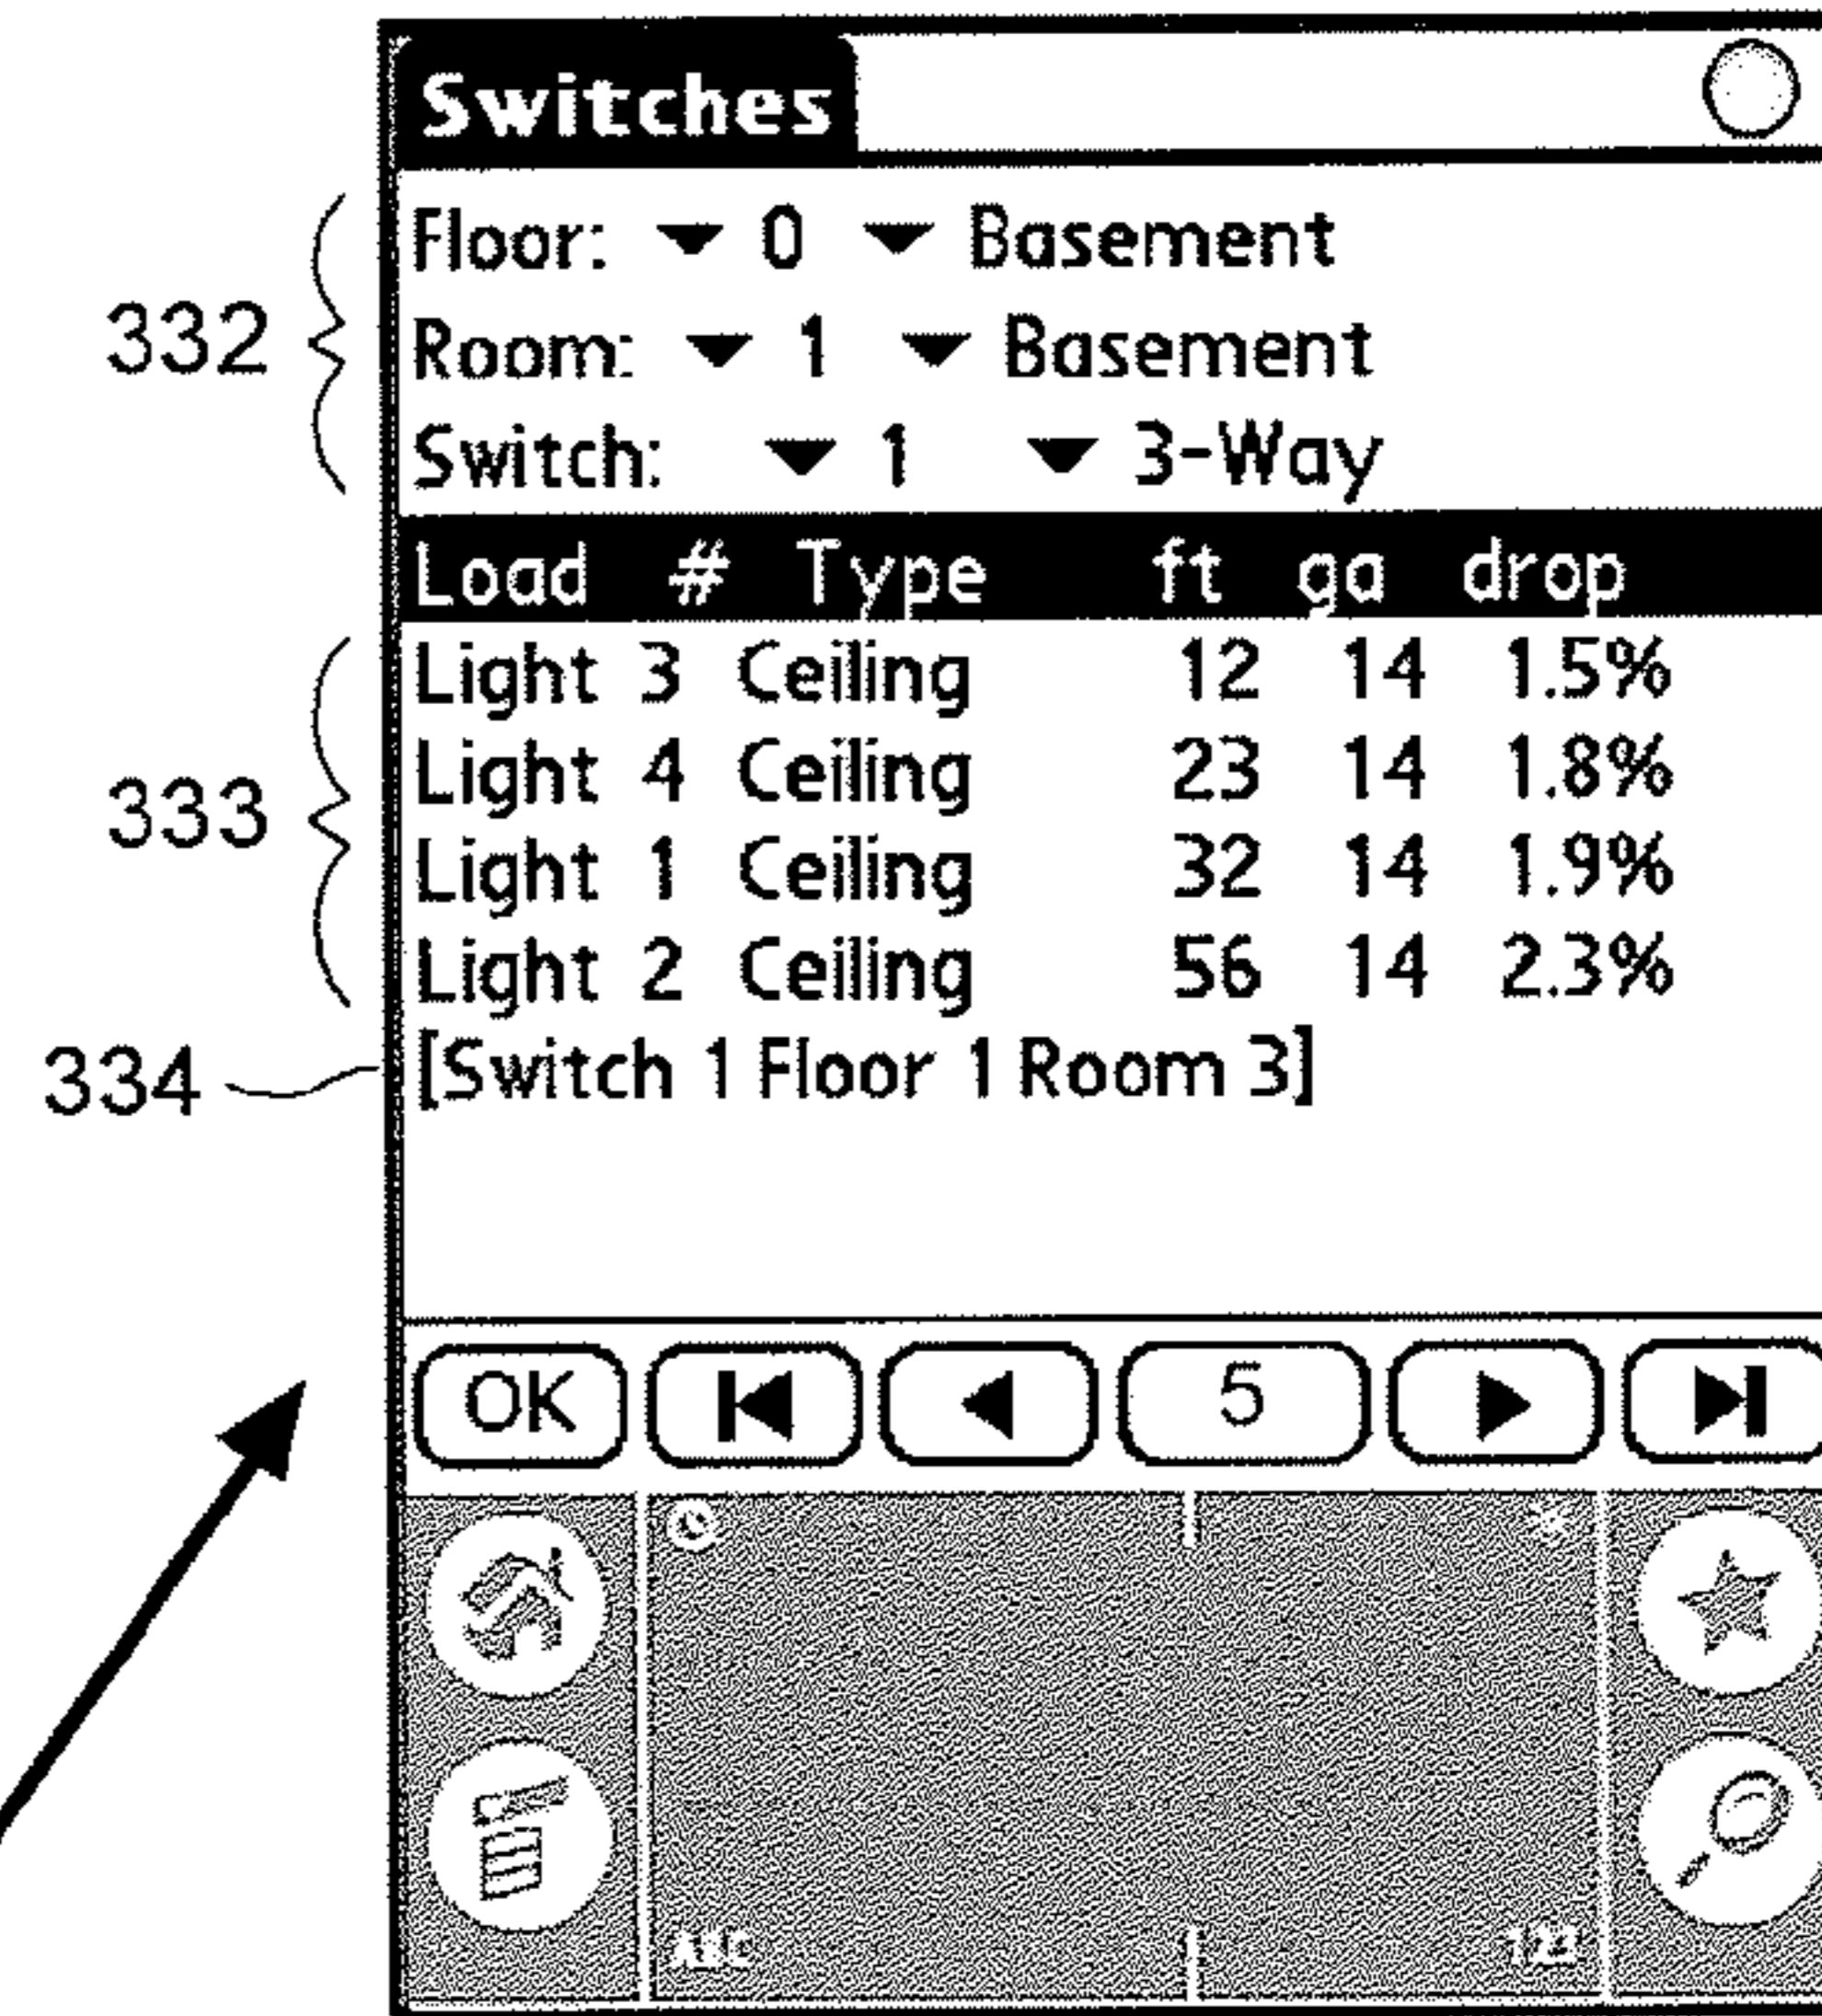 Switches
Floor: 0 Basement
332
Room: 1 Basement
Switch: 1 3-Way
Load # Type ft ga drop
Light 3 Ceiling 12 14 1.5%
Light 4 Ceiling 23 14 1.8%
333
Light 1 Ceiling 32 14 1.9%
Light 2 Ceiling 56 14 2.3%
334 [Switch 1 Floor 1 Room 3]
OK 5
ABC 123